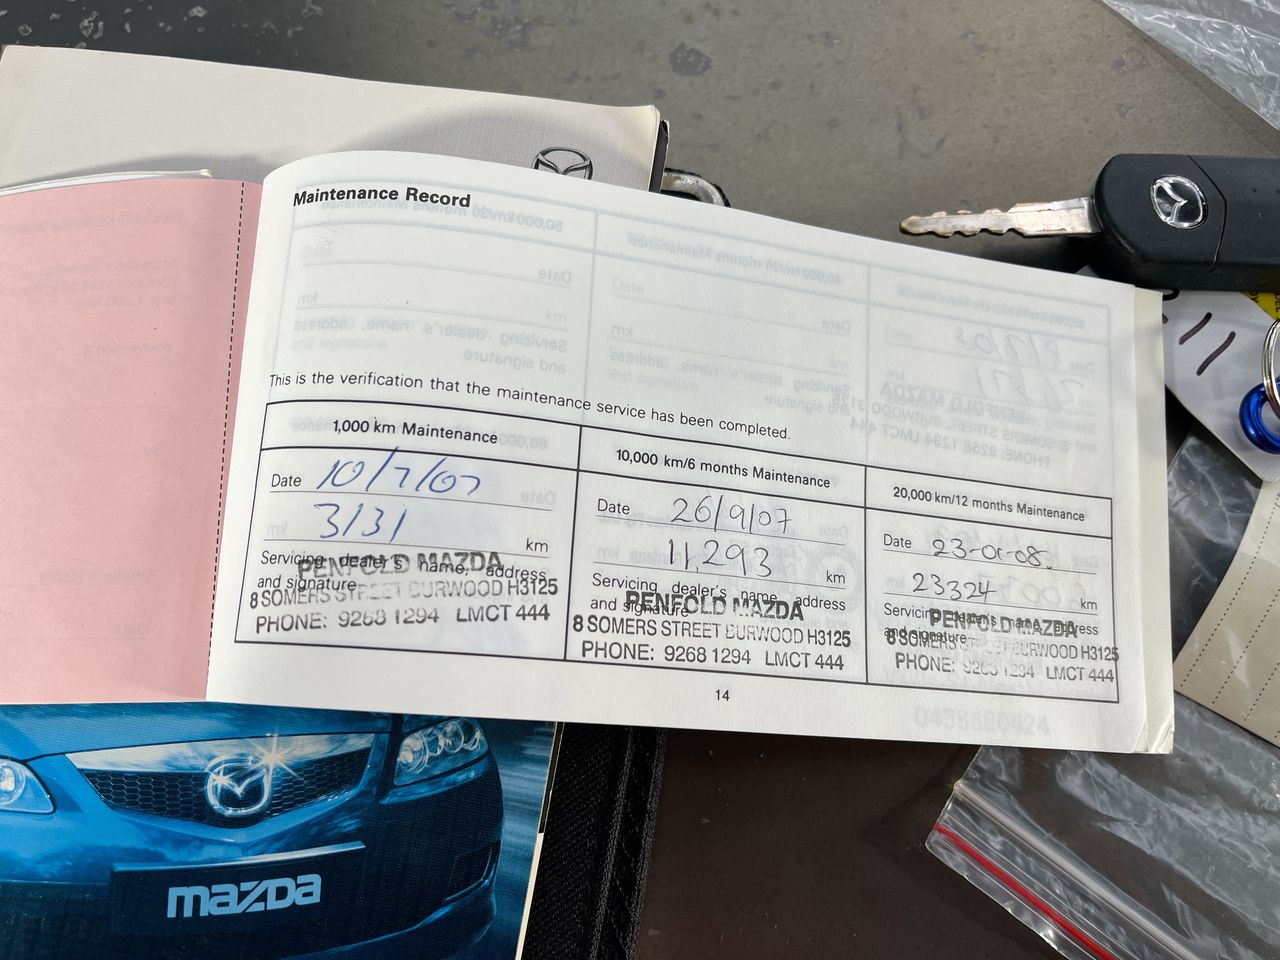 Maintenance Record
This is the verification that the maintenance service has been completed.
1,000 km Maintenance
Date 10/7/07
3131 km
Servicing dealer's name, address
and signature
PENFOLD MAZDA
8 SOMERS STREET BURWOOD H3125
PHONE: 9268 1294 LMCT 444
10,000 km/6 months Maintenance
Date 26/9/07
11,293 km
Servicing dealer's name, address
and signature
PENFOLD MAZDA
8 SOMERS STREET BURWOOD H3125
PHONE: 9268 1294 LMCT 444
20,000 km/12 months Maintenance
Date 23-01-08
23324 km
Servicing dealer's name, address
and signature
PENFOLD MAZDA
8 SOMERS STREET BURWOOD H3125
PHONE: 9268 1294 LMCT 444
14
mazda